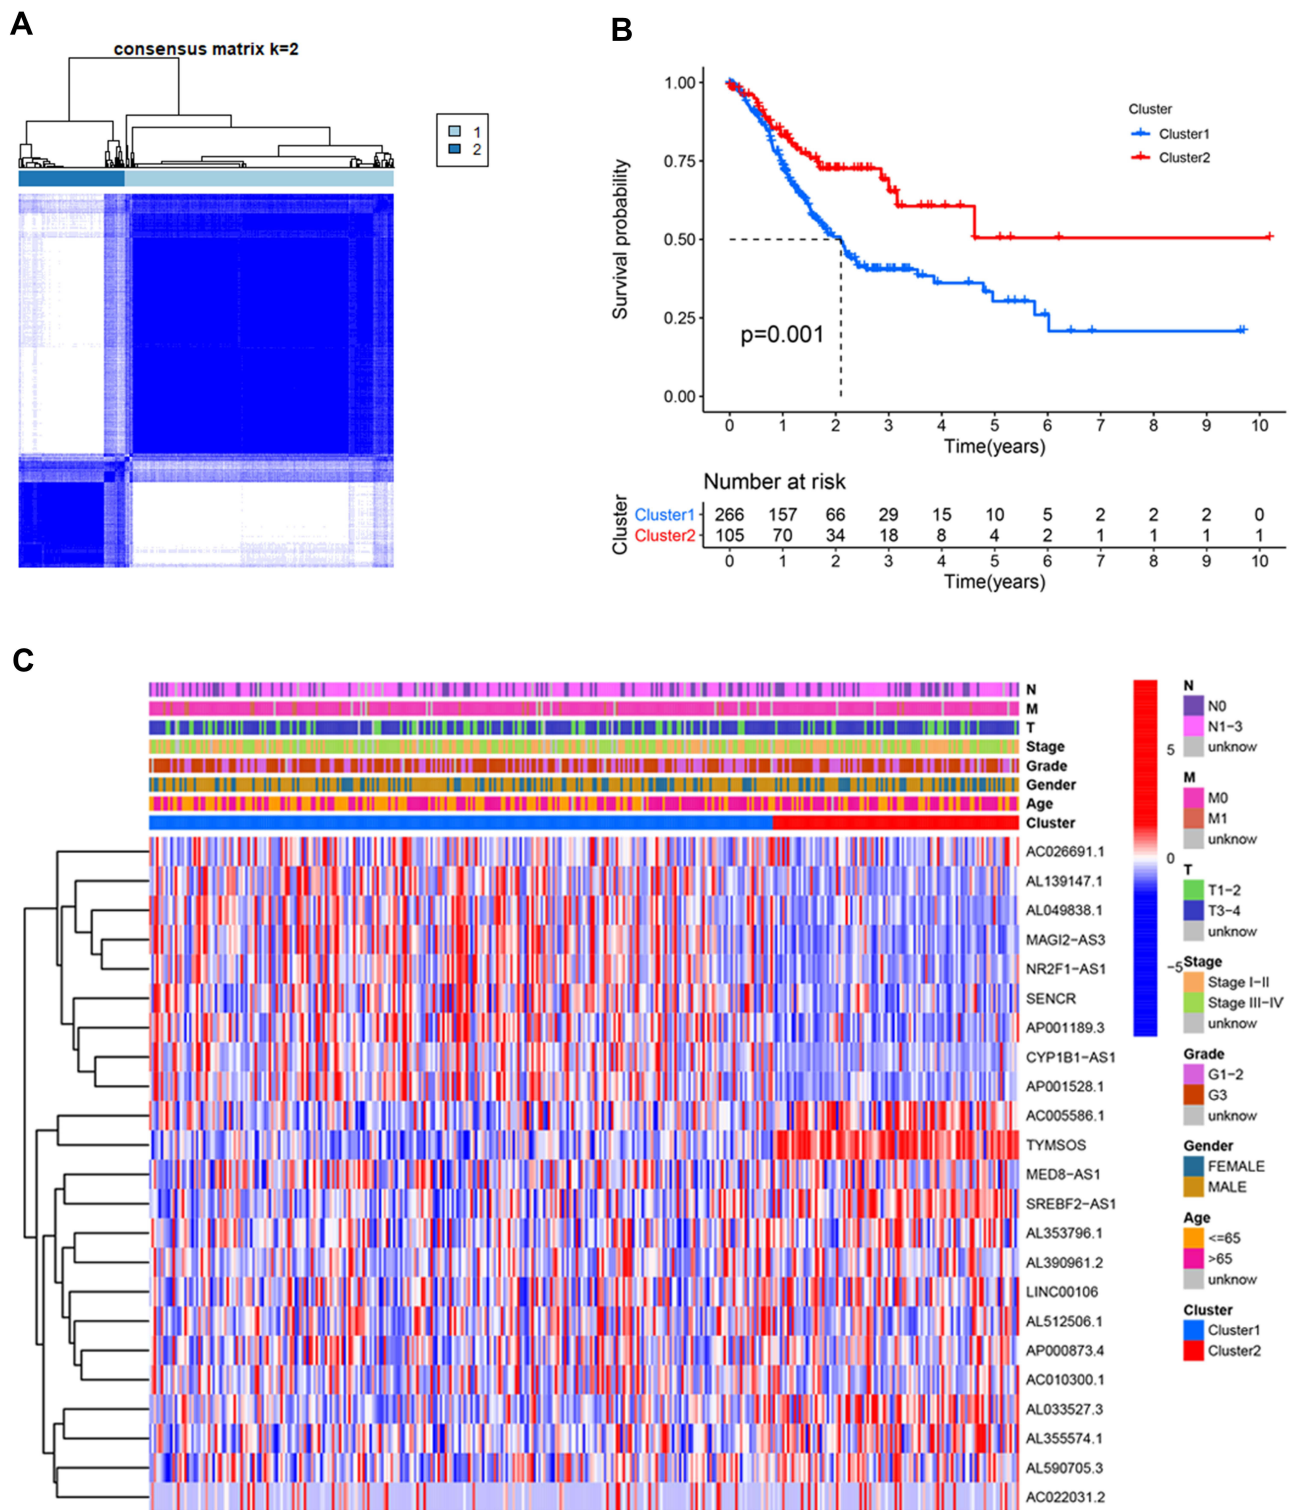 A
consensus matrix k=2
1
2
B
1.00
0.75
0.50
0.25
0.00
Survival probability
p=0.001
Cluster
Cluster1
Cluster2
0 1 2 3 4 5 6 7 8 9 10
Time(years)
Number at risk
Cluster
Cluster1 266 157 66 29 15 10 5 2 2 2 0
Cluster2 105 70 34 18 8 4 2 1 1 1 1
0 1 2 3 4 5 6 7 8 9 10
Time(years)
C
N
M
T
Stage
Grade
Gender
Age
Cluster
AC026691.1
AL139147.1
AL049838.1
MAGI2−AS3
NR2F1−AS1
SENCR
AP001189.3
CYP1B1−AS1
AP001528.1
AC005586.1
TYMSOS
MED8−AS1
SREBF2−AS1
AL353796.1
AL390961.2
LINC00106
AL512506.1
AP000873.4
AC010300.1
AL033527.3
AL355574.1
AL590705.3
AC022031.2
5
0
−5
N
N0
N1−3
unknow
M
M0
M1
unknow
T
T1−2
T3−4
unknow
Stage
Stage I−II
Stage III−IV
unknow
Grade
G1−2
G3
unknow
Gender
FEMALE
MALE
Age
<=65
>65
unknow
Cluster
Cluster1
Cluster2